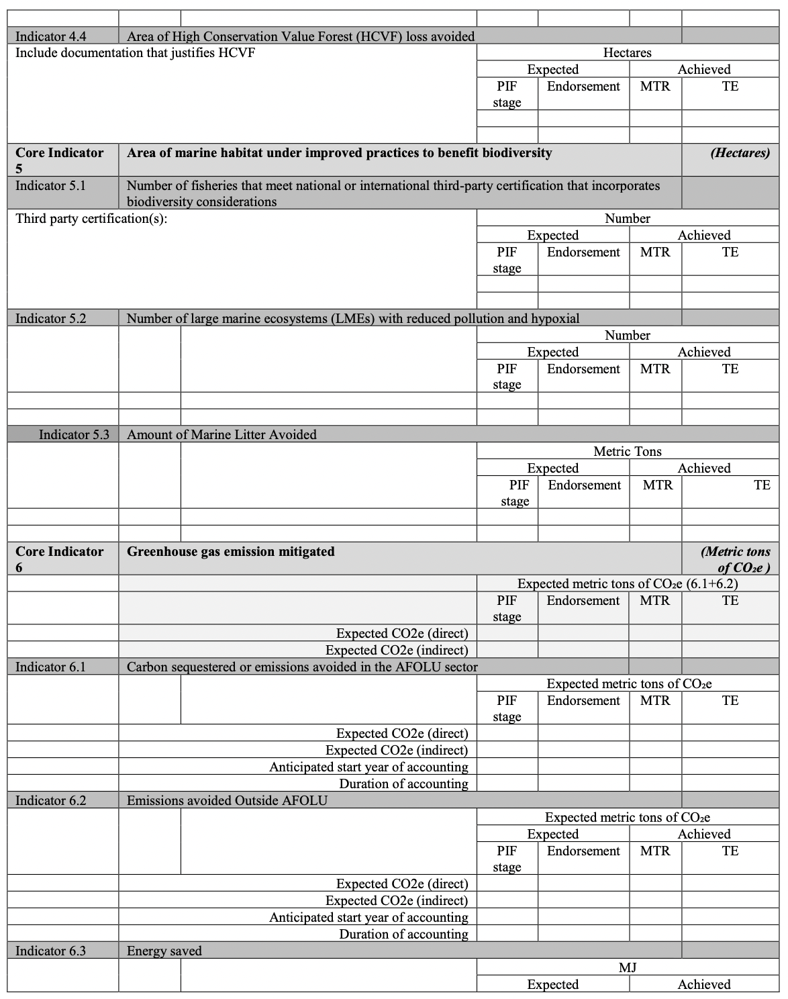 Indicator 4.4 Area of High Conservation Value Forest (HCVF) loss avoided
Include documentation that justifies HCVF Hectares
Expected Achieved
PIF Endorsement MTR TE
stage
Core Indicator Area of marine habitat under improved practices to benefit biodiversity (Hectares)
5
Indicator 5.1 Number of fisheries that meet national or international third-party certification that incorporates
biodiversity considerations
Third party certification(s): Number
Expected Achieved
PIF Endorsement MTR TE
stage
Indicator 5.2 Number of large marine ecosystems (LMEs) with reduced pollution and hypoxial
Number
Expected Achieved
PIF Endorsement MTR TE
stage
Indicator 5.3 Amount of Marine Litter Avoided
Metric Tons
Expected Achieved
PIF Endorsement MTR TE
stage
Core Indicator Greenhouse gas emission mitigated (Metric tons
6 of CO₂e )
Expected metric tons of CO₂e (6.1+6.2)
PIF Endorsement MTR TE
stage
Expected CO2e (direct)
Expected CO2e (indirect)
Indicator 6.1 Carbon sequestered or emissions avoided in the AFOLU sector
Expected metric tons of CO₂e
PIF Endorsement MTR TE
stage
Expected CO2e (direct)
Expected CO2e (indirect)
Anticipated start year of accounting
Duration of accounting
Indicator 6.2 Emissions avoided Outside AFOLU
Expected metric tons of CO₂e
Expected Achieved
PIF Endorsement MTR TE
stage
Expected CO2e (direct)
Expected CO2e (indirect)
Anticipated start year of accounting
Duration of accounting
Indicator 6.3 Energy saved
MJ
Expected Achieved